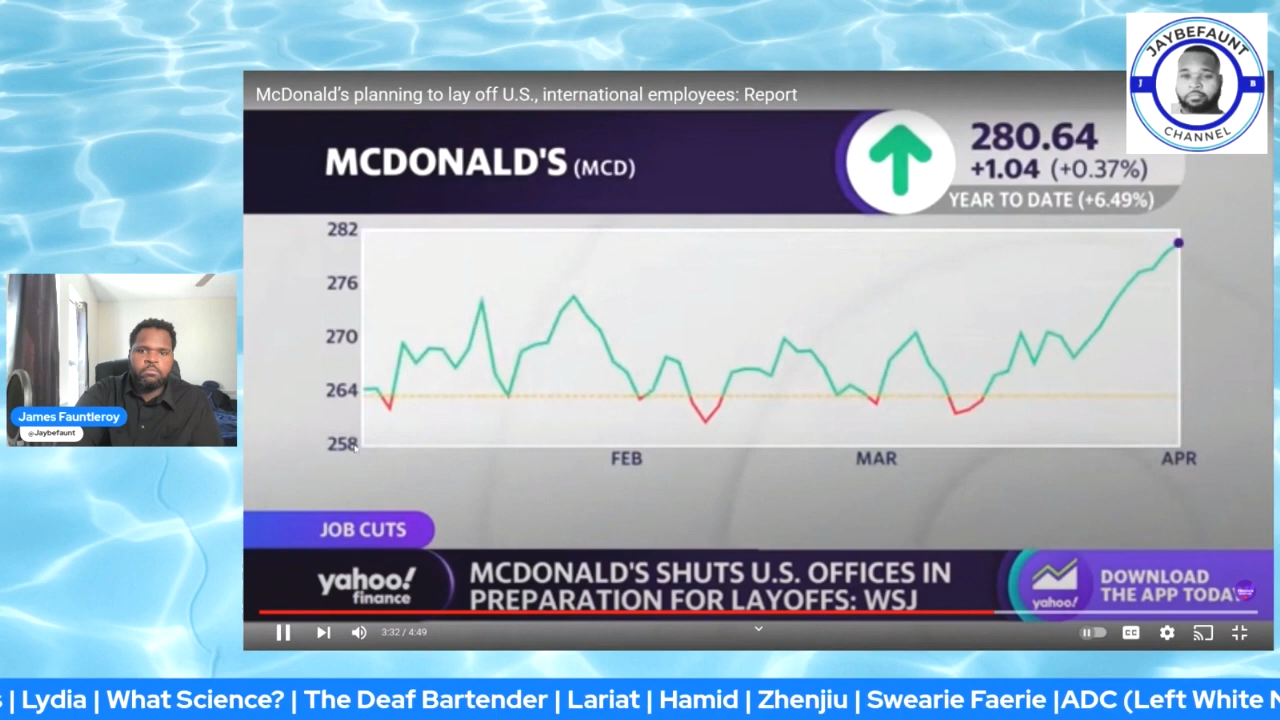 JAYBEFAUNT
J B
CHANNEL
McDonald’s planning to lay off U.S., international employees: Report
MCDONALD'S (MCD)
280.64
+1.04 (+0.37%)
YEAR TO DATE (+6.49%)
282
276
270
264
258
FEB MAR APR
James Fauntleroy
@Jaybefaunt
JOB CUTS
yahoo!
finance
MCDONALD'S SHUTS U.S. OFFICES IN
PREPARATION FOR LAYOFFS: WSJ
yahoo!
DOWNLOAD
THE APP TODAY
3:32 / 4:49
CC
s | Lydia | What Science? | The Deaf Bartender | Lariat | Hamid | Zhenjiu | Swearie Faerie |ADC (Left White N